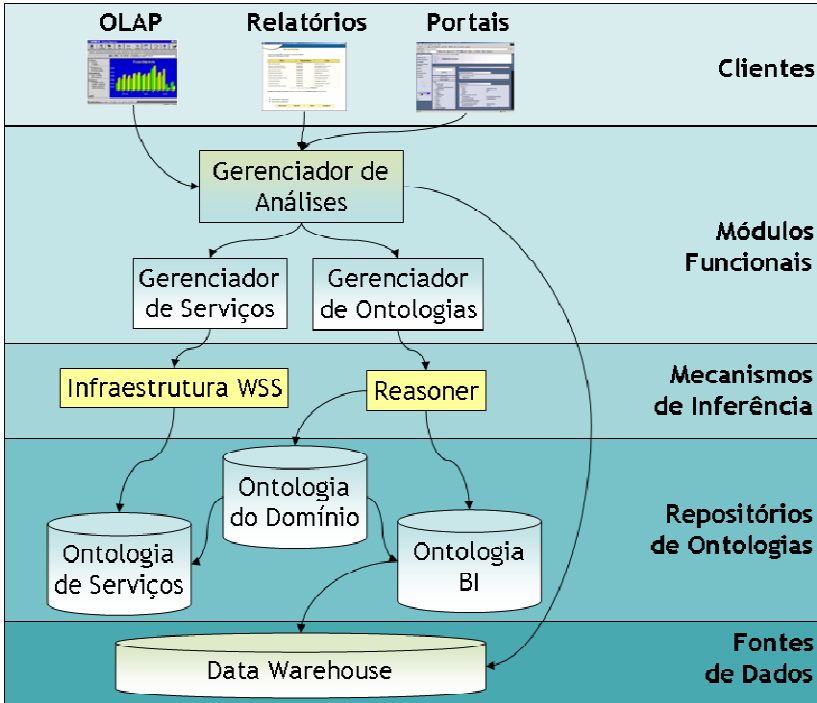 OLAP
Relatórios
Portais
Clientes
Gerenciador de
Análises
Módulos
Funcionais
Gerenciador
de Serviços
Gerenciador
de Ontologias
Mecanismos
de Inferência
Infraestrutura WSS
Reasoner
Ontologia
do Domínio
Repositórios
de Ontologias
Ontologia
de Serviços
Ontologia
BI
Fontes
de Dados
Data Warehouse